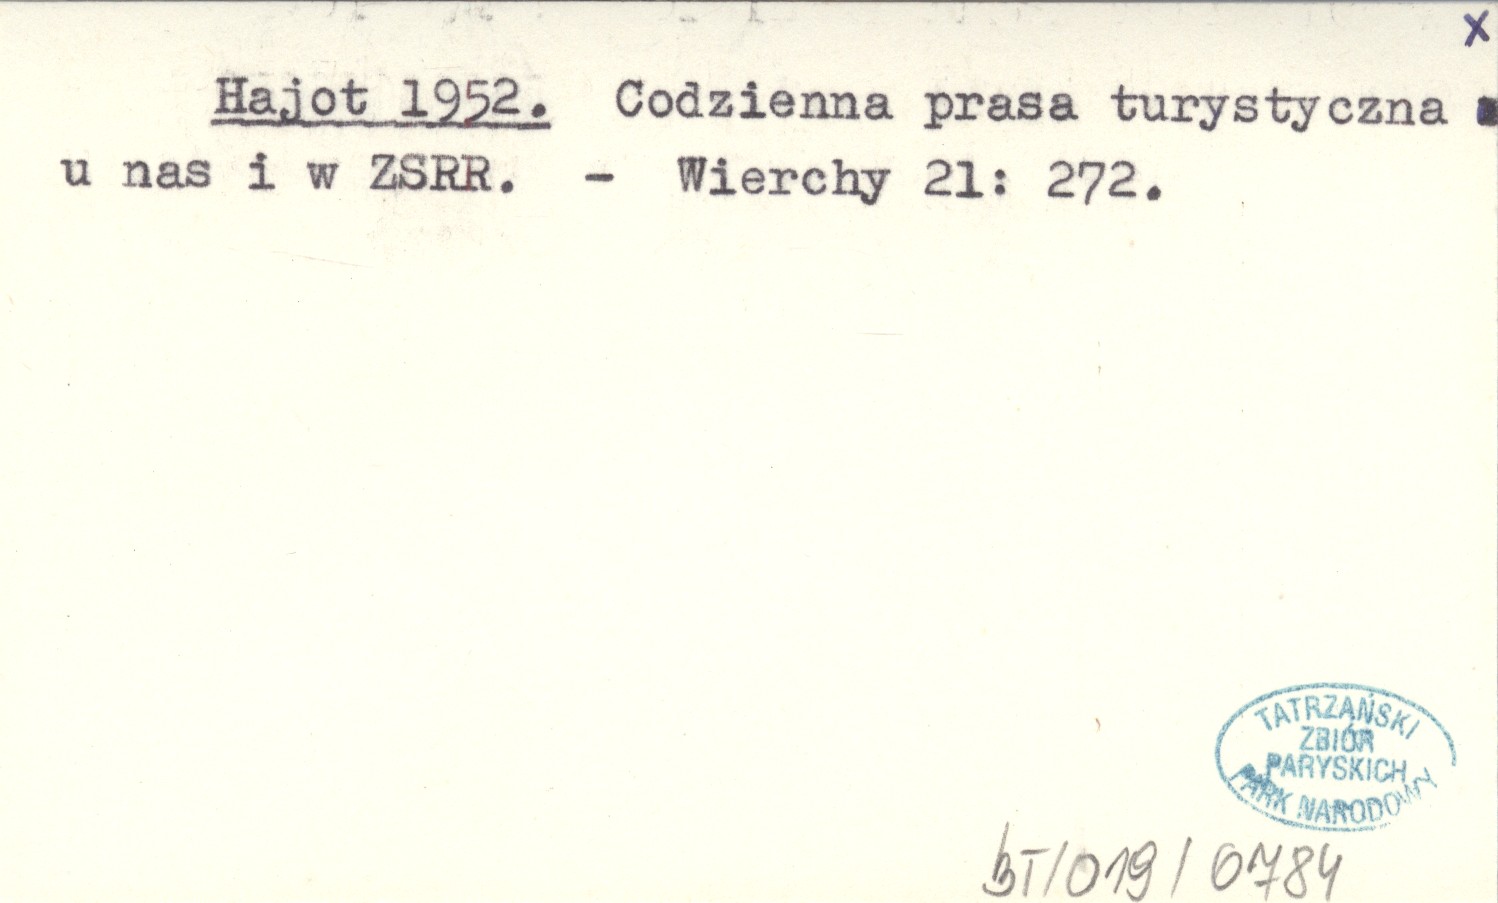 x
Hajot 1952. Codzienna prasa turystyczna
u nas i w ZSRR. - Wierchy 21: 272.
TATRZAŃSKI
ZBIÓR
PARYSKICH
PARK NARODOWY
BT/019/0784